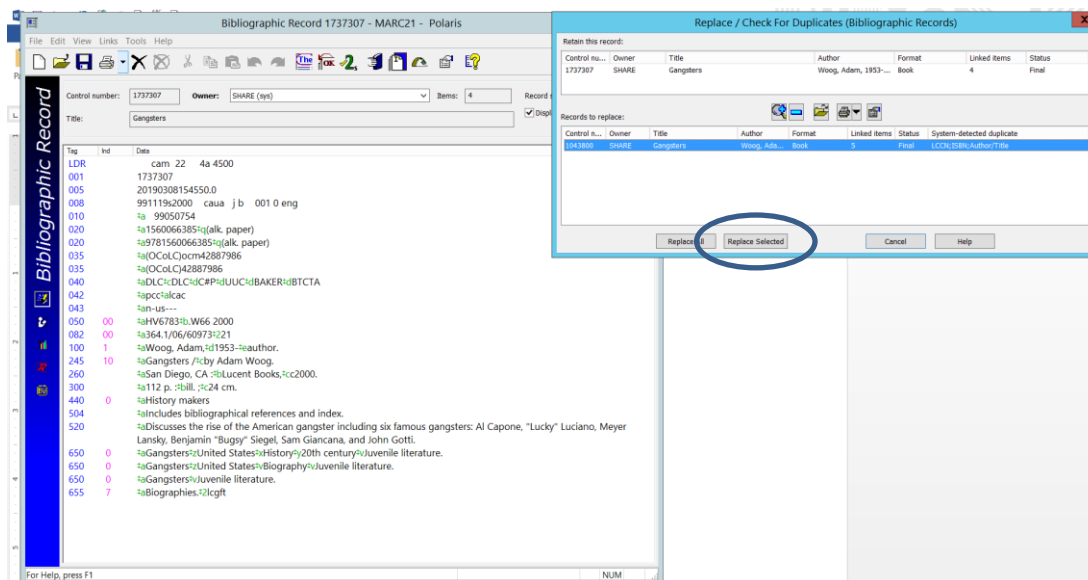 Bibliographic Record 1737307 - MARC21 - Polaris
File Edit View Links Tools Help
Control number: 1737307 Owner: SHARE (sys) Items: 4 Record s
Title: Gangsters Displ
Bibliographic Record
Tag Ind Data
LDR cam 22 4a 4500
001 1737307
005 20190308154550.0
008 991119s2000 caua j b 001 0 eng
010 ‡a 99050754
020 ‡a1560066385‡q(alk. paper)
020 ‡a9781560066385‡q(alk. paper)
035 ‡a(OCoLC)ocm42887986
035 ‡a(OCoLC)42887986
040 ‡aDLC‡cDLC‡dC#P‡dUUC‡dBAKER‡dBTCTA
042 ‡apcc‡alcac
043 ‡an-us---
050 00 ‡aHV6783‡b.W66 2000
082 00 ‡a364.1/06/60973‡221
100 1 ‡aWoog, Adam,‡d1953-‡eauthor.
245 10 ‡aGangsters /‡cby Adam Woog.
260 ‡aSan Diego, CA :‡bLucent Books,‡cc2000.
300 ‡a112 p. :‡bill. ;‡c24 cm.
440 0 ‡aHistory makers
504 ‡aIncludes bibliographical references and index.
520 ‡aDiscusses the rise of the American gangster including six famous gangsters: Al Capone, "Lucky" Luciano, Meyer
Lansky, Benjamin "Bugsy" Siegel, Sam Giancana, and John Gotti.
650 0 ‡aGangsters‡zUnited States‡xHistory‡y20th century‡vJuvenile literature.
650 0 ‡aGangsters‡zUnited States‡vBiography‡vJuvenile literature.
650 0 ‡aGangsters‡vJuvenile literature.
655 7 ‡aBiographies.‡2lcgft
For Help, press F1 NUM
Replace / Check For Duplicates (Bibliographic Records)
Retain this record:
Control nu... Owner Title Author Format Linked items Status
1737307 SHARE Gangsters Woog, Adam, 1953-... Book 4 Final
Records to replace:
Control n... Owner Title Author Format Linked items Status System-detected duplicate
1043800 SHARE Gangsters Woog, Ada... Book 5 Final LCCN;ISBN;Author/Title
Replace All Replace Selected Cancel Help